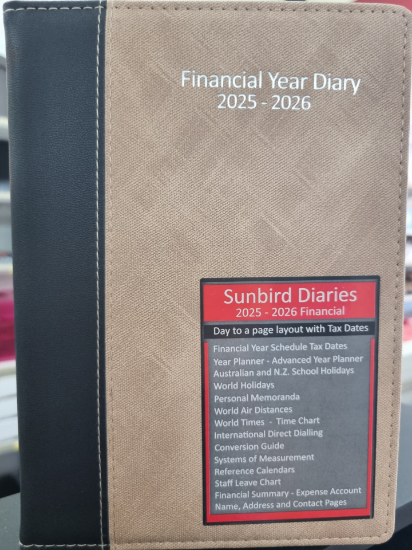 Financial Year Diary
2025 - 2026
Sunbird Diaries
2025 - 2026 Financial
Day to a page layout with Tax Dates
Financial Year Schedule Tax Dates
Year Planner - Advanced Year Planner
Australian and N.Z. School Holidays
World Holidays
Personal Memoranda
World Air Distances
World Times - Time Chart
International Direct Dialling
Conversion Guide
Systems of Measurement
Reference Calendars
Staff Leave Chart
Financial Summary - Expense Account
Name, Address and Contact Pages